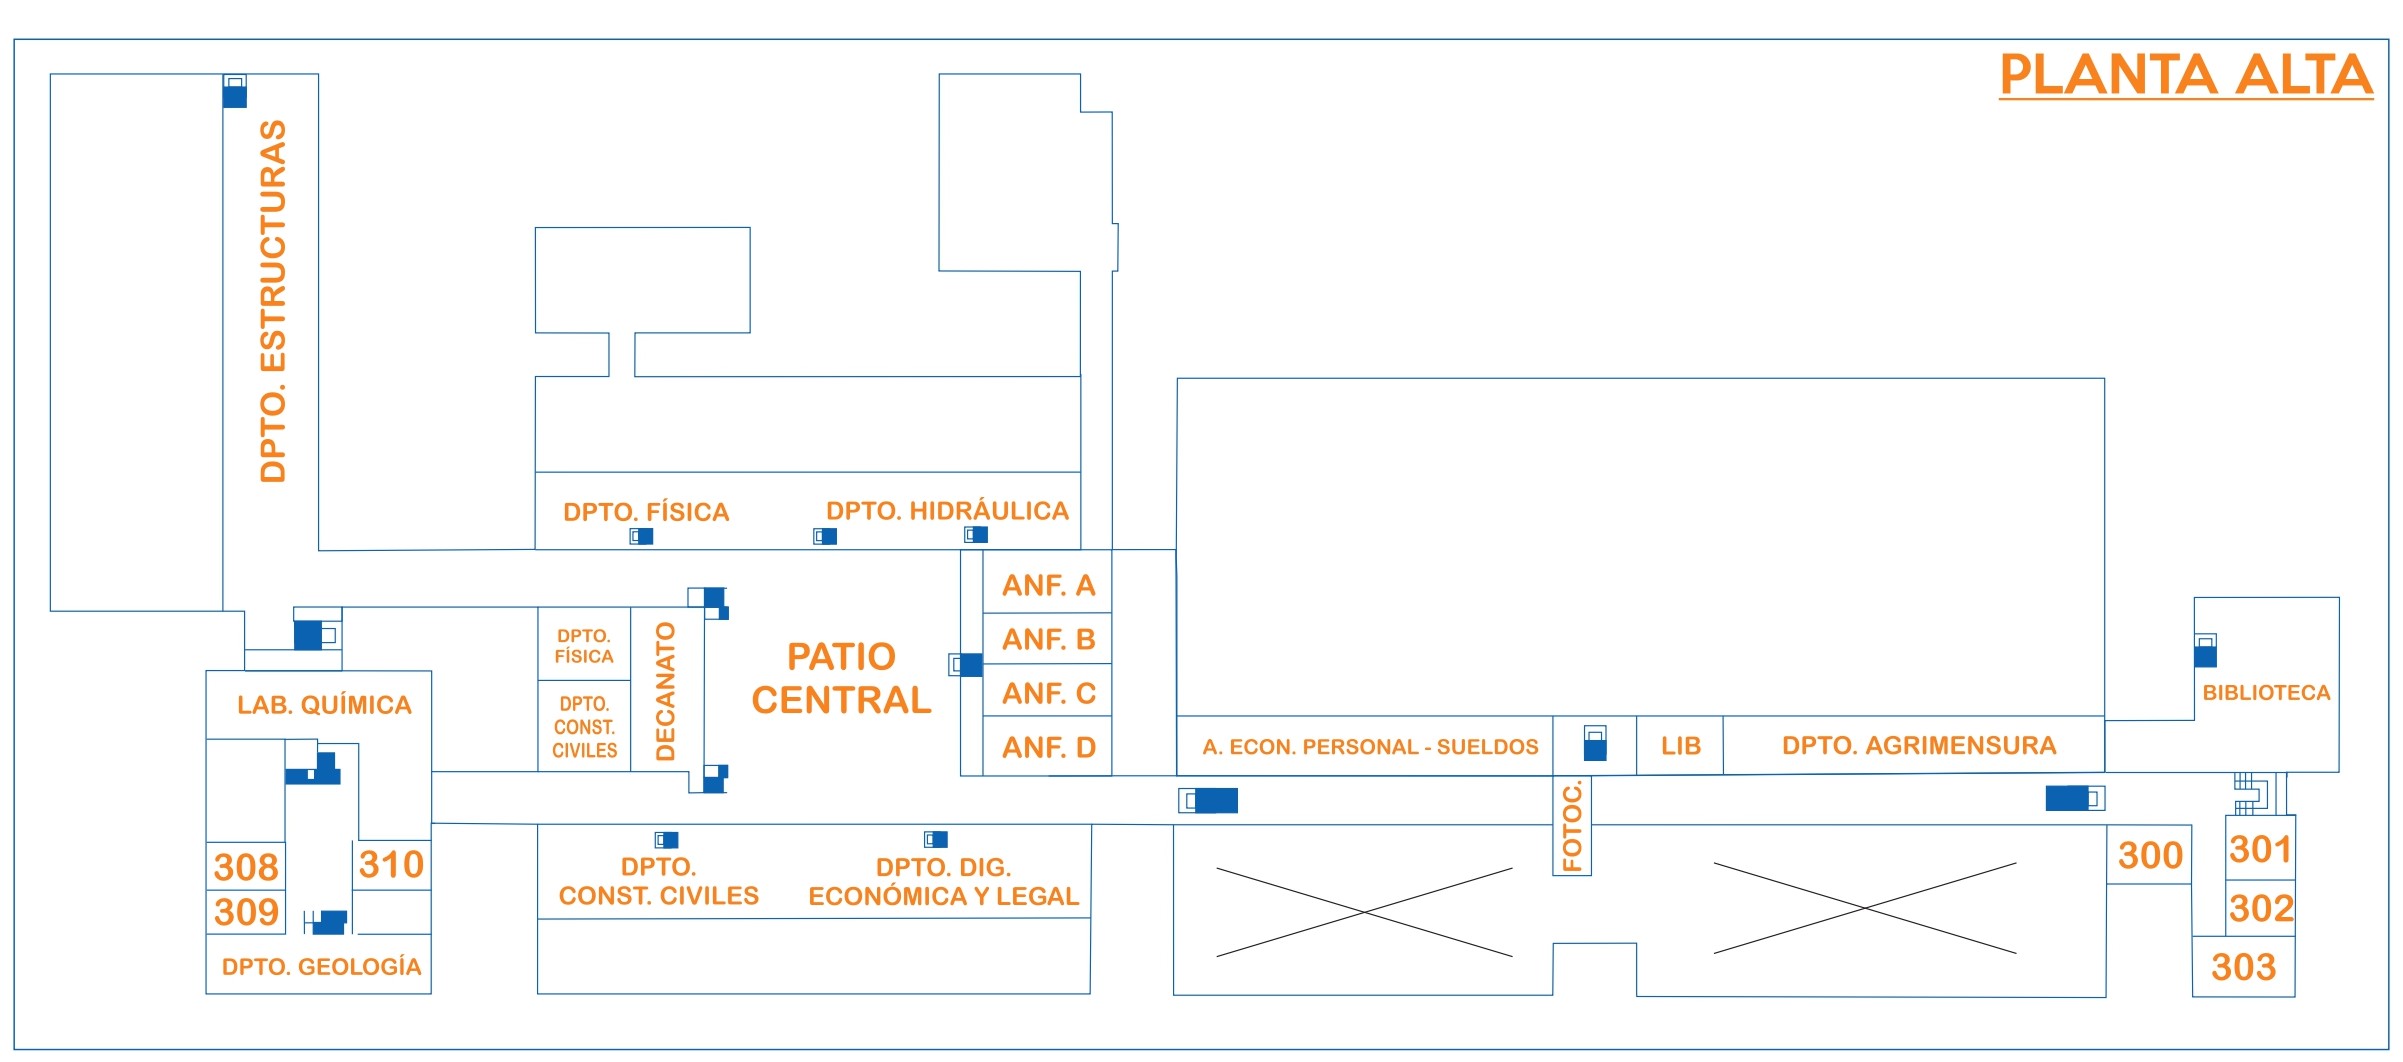 PLANTA ALTA
DPTO. ESTRUCTURAS
DPTO. FÍSICA
DPTO. HIDRÁULICA
ANF. A
ANF. B
ANF. C
ANF. D
PATIO
CENTRAL
DPTO.
FÍSICA
DPTO.
CONST.
CIVILES
DECANATO
LAB. QUÍMICA
308
309
310
DPTO. GEOLOGÍA
DPTO.
CONST. CIVILES
DPTO. DIG.
ECONÓMICA Y LEGAL
A. ECON. PERSONAL - SUELDOS
LIB
DPTO. AGRIMENSURA
FOTOC.
BIBLIOTECA
300
301
302
303